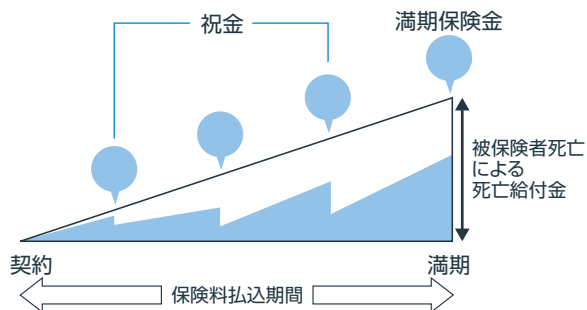 祝金
満期保険金
被保険者死亡
による
死亡給付金
契約
満期
保険料払込期間